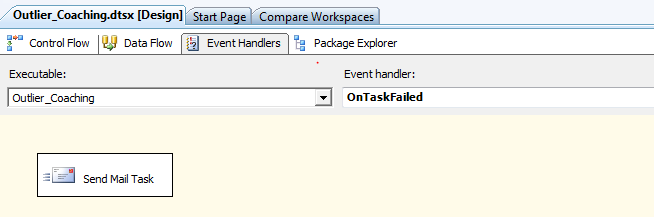 Outlier_Coaching.dtsx [Design] Start Page Compare Workspaces
Control Flow Data Flow Event Handlers Package Explorer
Executable: Event handler:
Outlier_Coaching OnTaskFailed
Send Mail Task